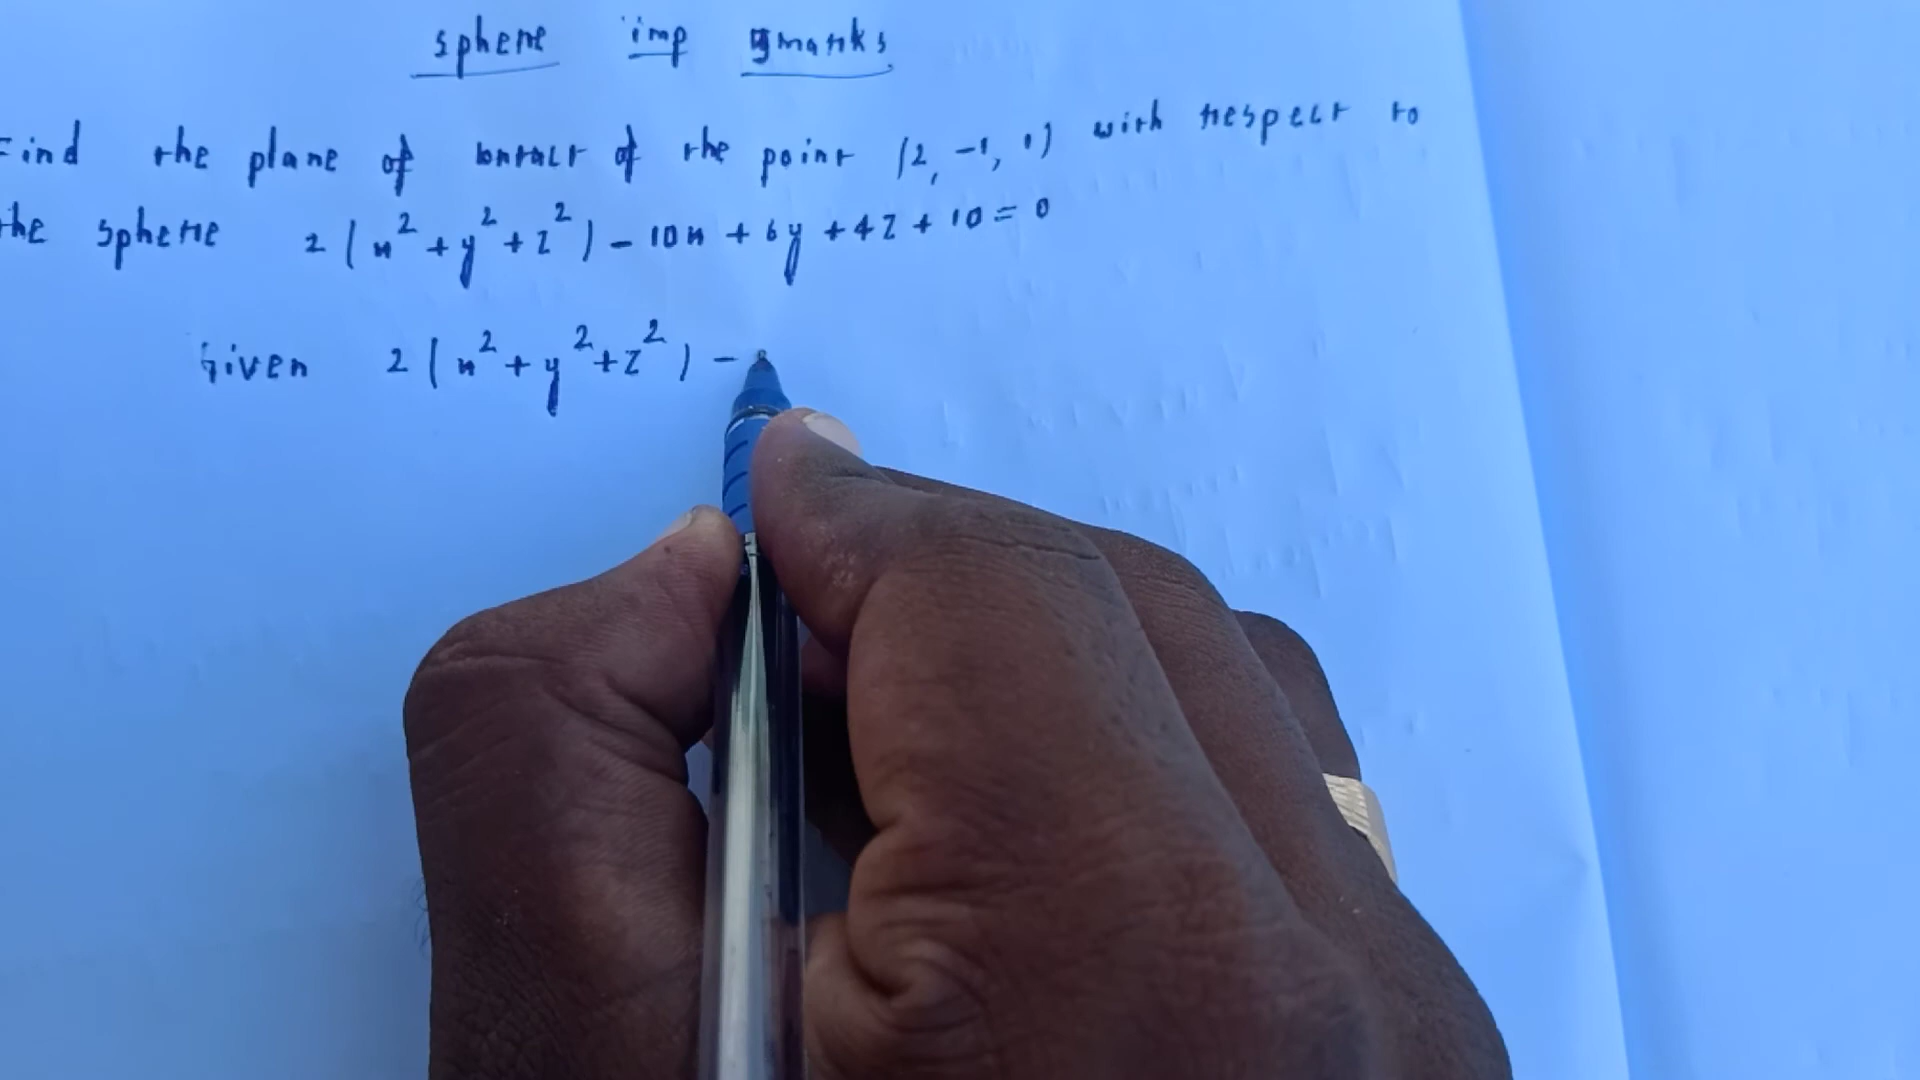 sphere imp 5marks
Find the plane of contact of the point (2, -1, 1) with respect to
the sphere 2(x²+y²+z²)-10x+6y+4z+10=0
Given 2(x²+y²+z²)-